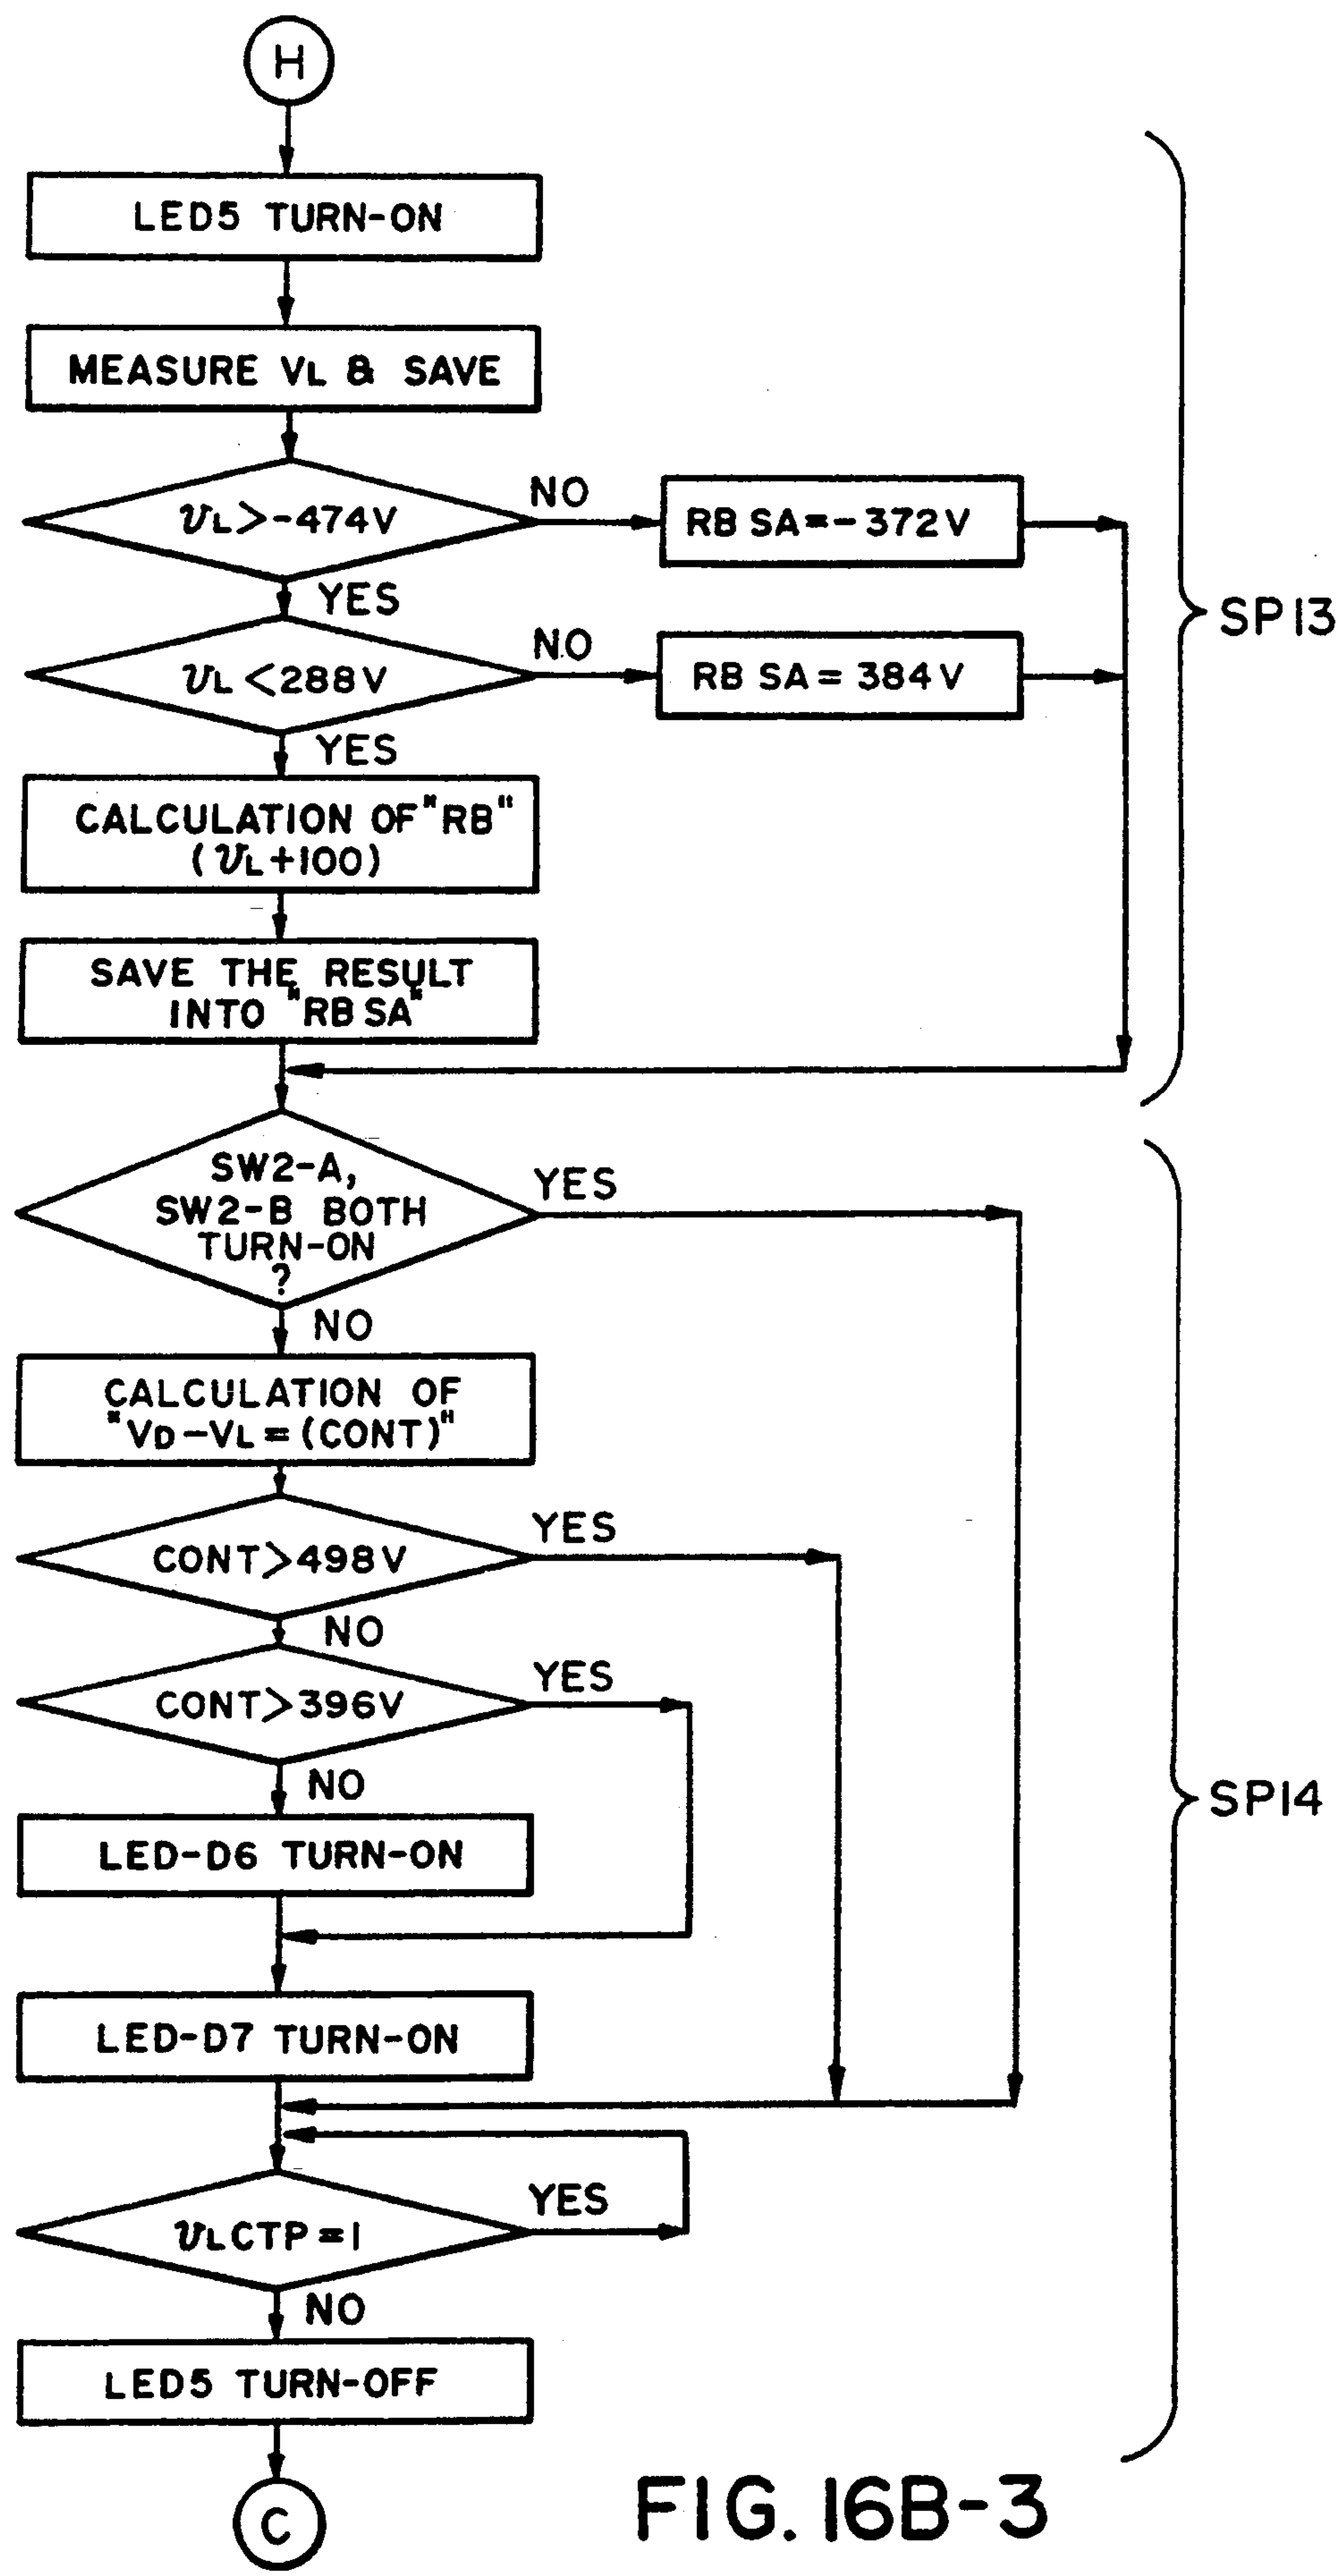 H
LED5 TURN-ON
MEASURE VL & SAVE
VL>-474V
NO
RB SA=-372V
YES
SP13
VL<288V
NO
RB SA=384V
YES
CALCULATION OF "RB"
(VL+100)
SAVE THE RESULT
INTO "RB SA"
SW2-A,
SW2-B BOTH
TURN-ON
?
YES
NO
CALCULATION OF
"VD-VL=(CONT)"
CONT>498V
YES
NO
CONT>396V
YES
NO
SP14
LED-D6 TURN-ON
LED-D7 TURN-ON
VLCTP=1
YES
NO
LED5 TURN-OFF
C
FIG. 16B-3